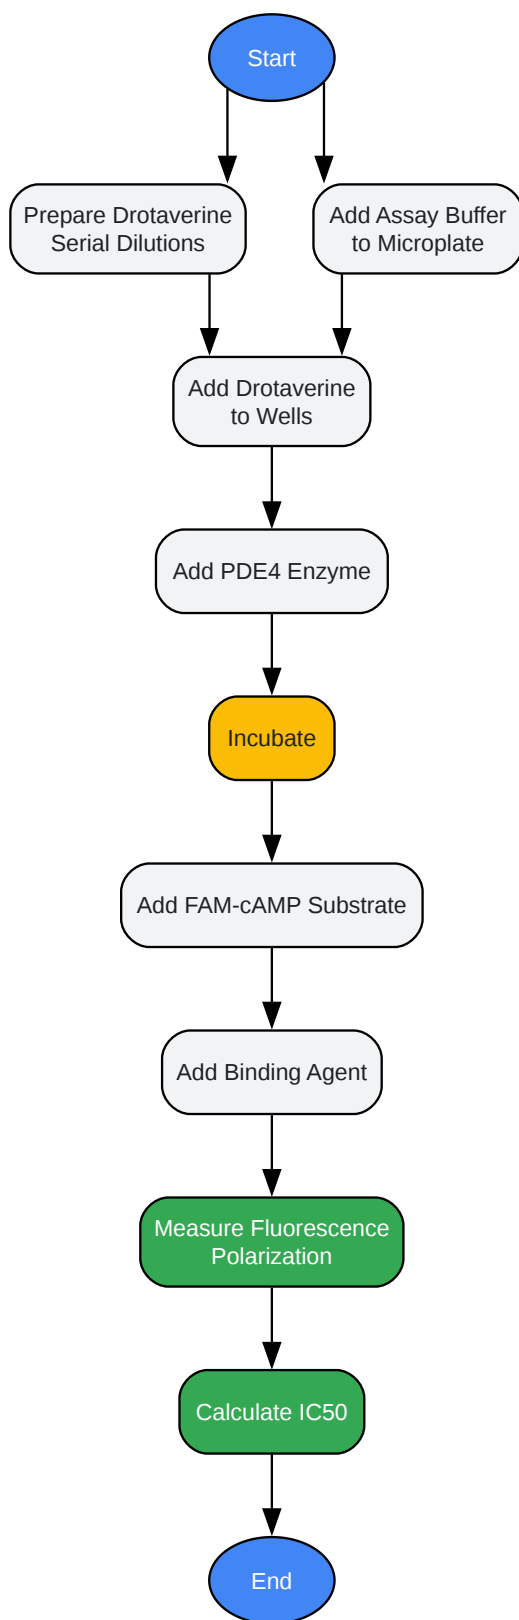 Start
Prepare Drotaverine
Serial Dilutions
Add Assay Buffer
to Microplate
Add Drotaverine
to Wells
Add PDE4 Enzyme
Incubate
Add FAM-cAMP Substrate
Add Binding Agent
Measure Fluorescence
Polarization
Calculate IC50
End